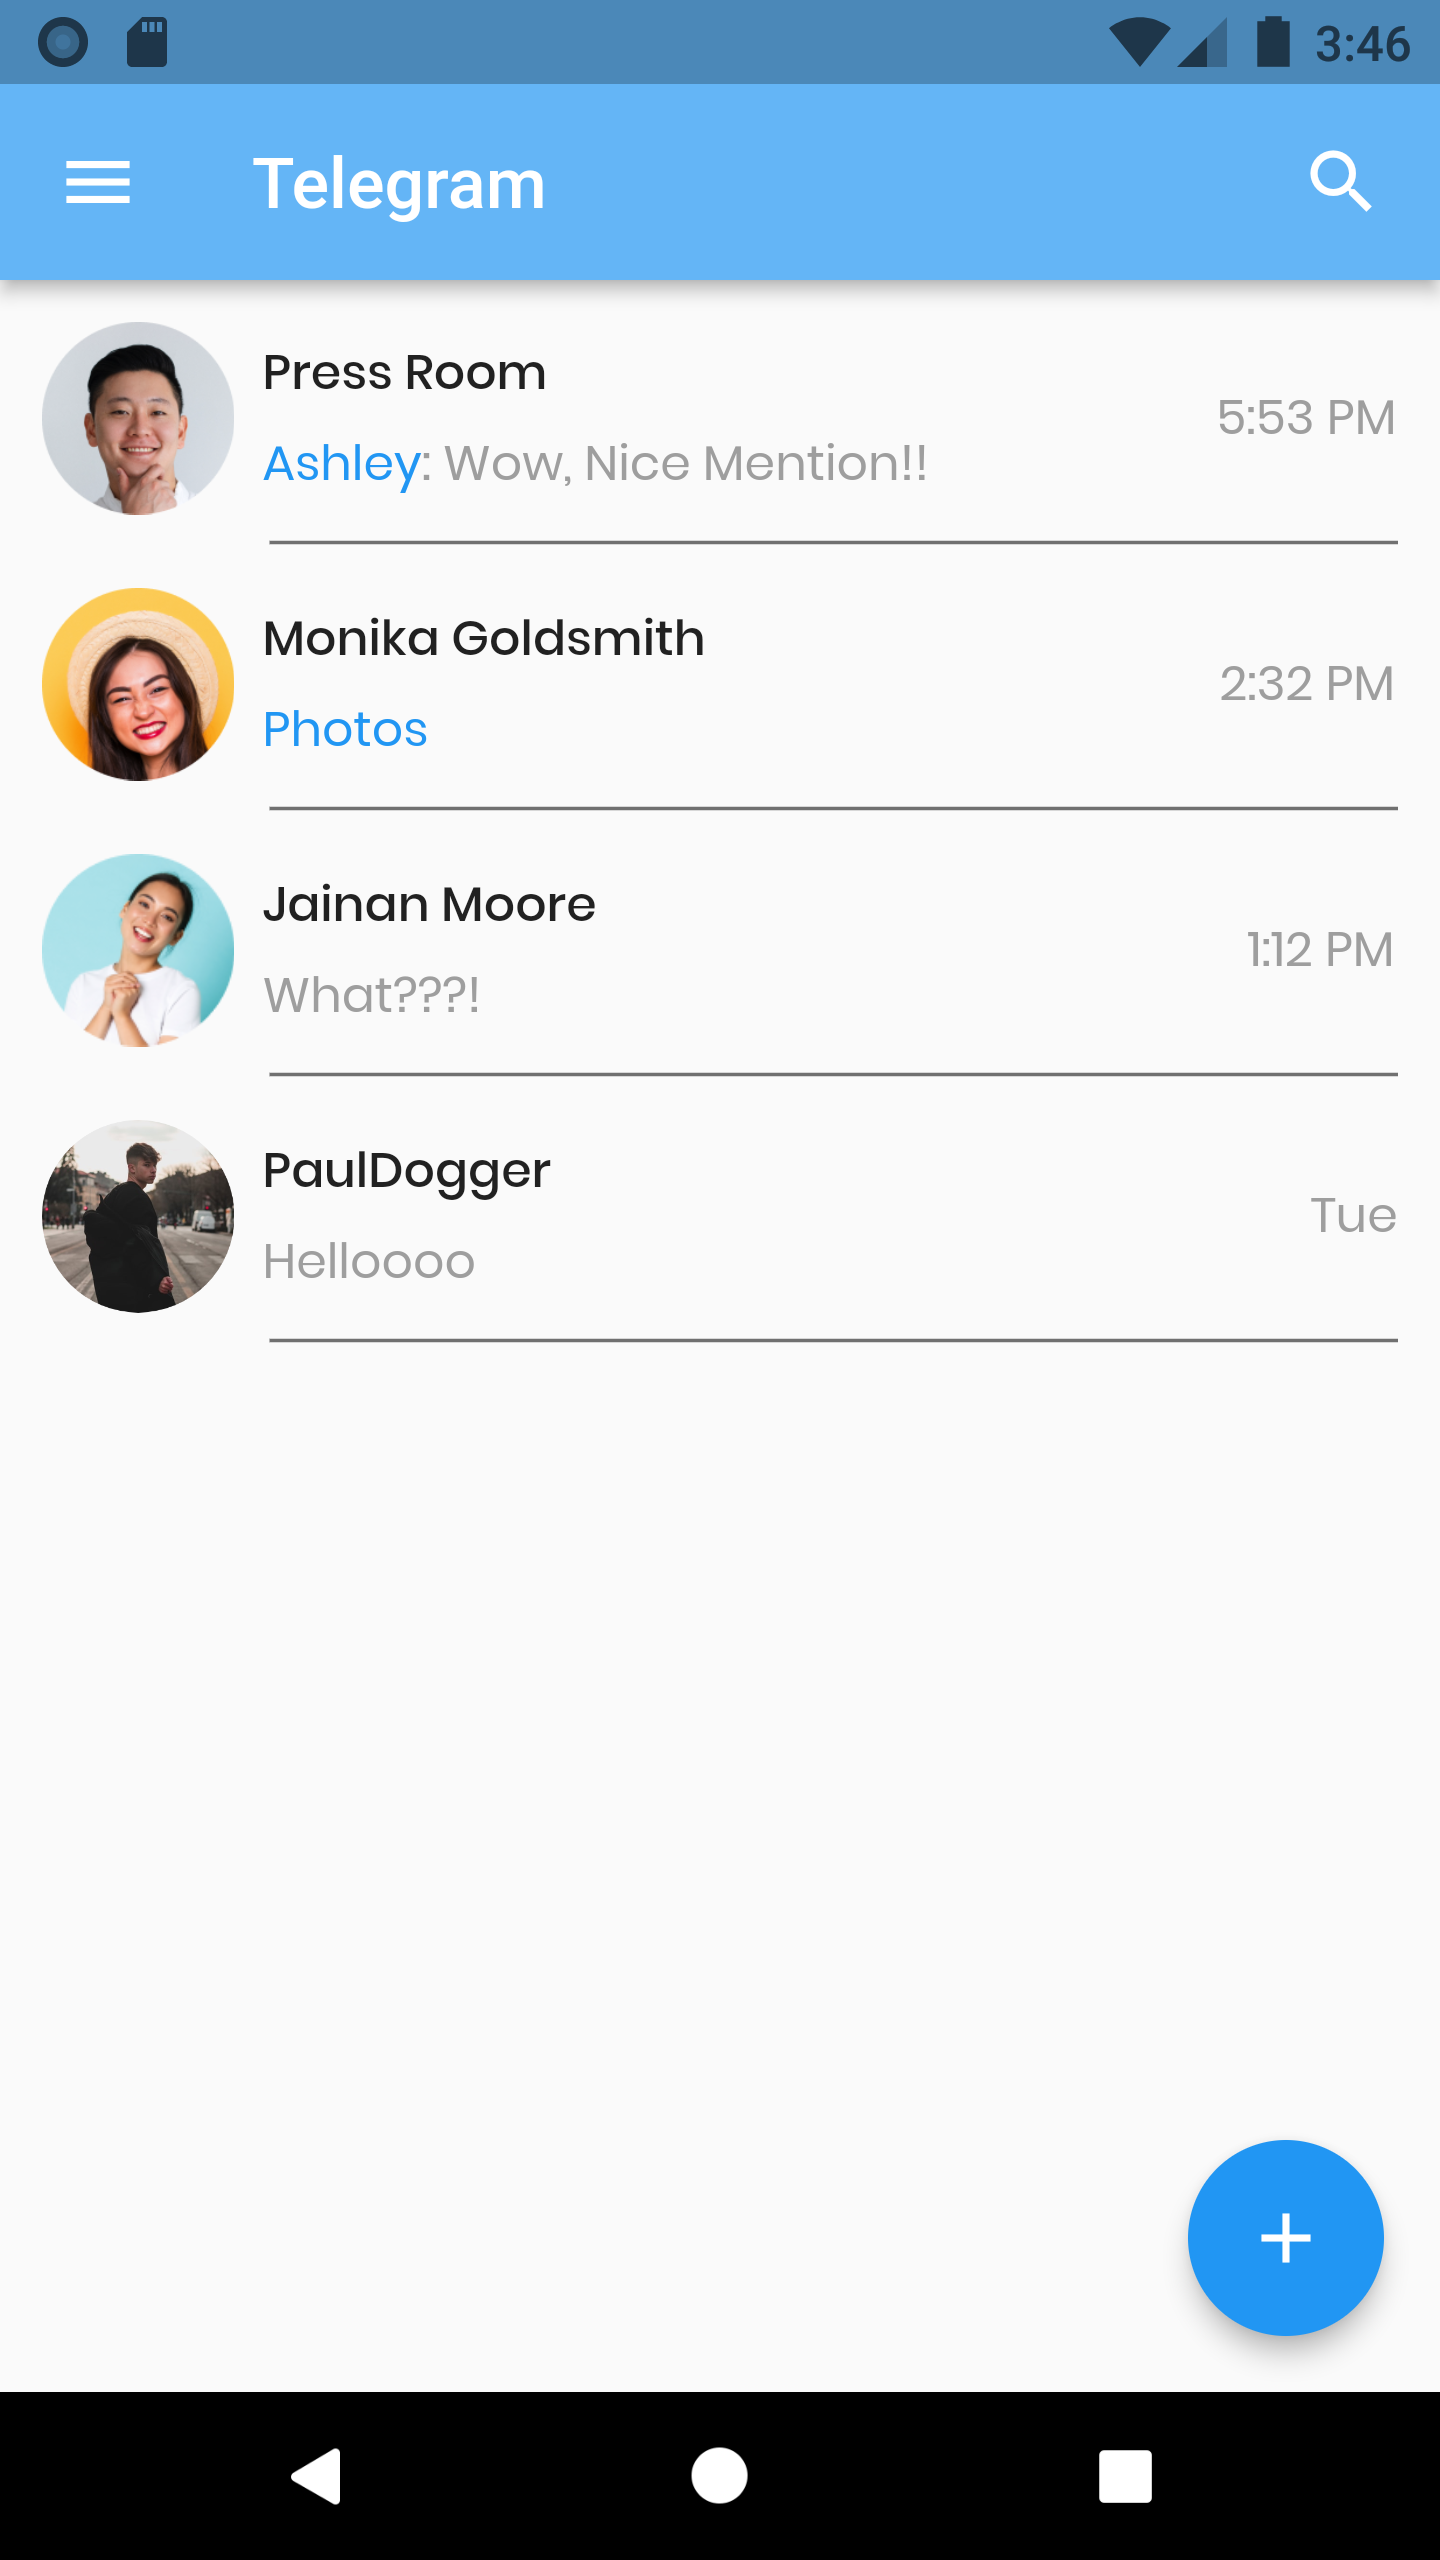 3:46
Telegram
Press Room
5:53 PM
Ashley: Wow, Nice Mention!!
Monika Goldsmith
2:32 PM
Photos
Jainan Moore
1:12 PM
What???!
PaulDogger
Tue
Helloooo